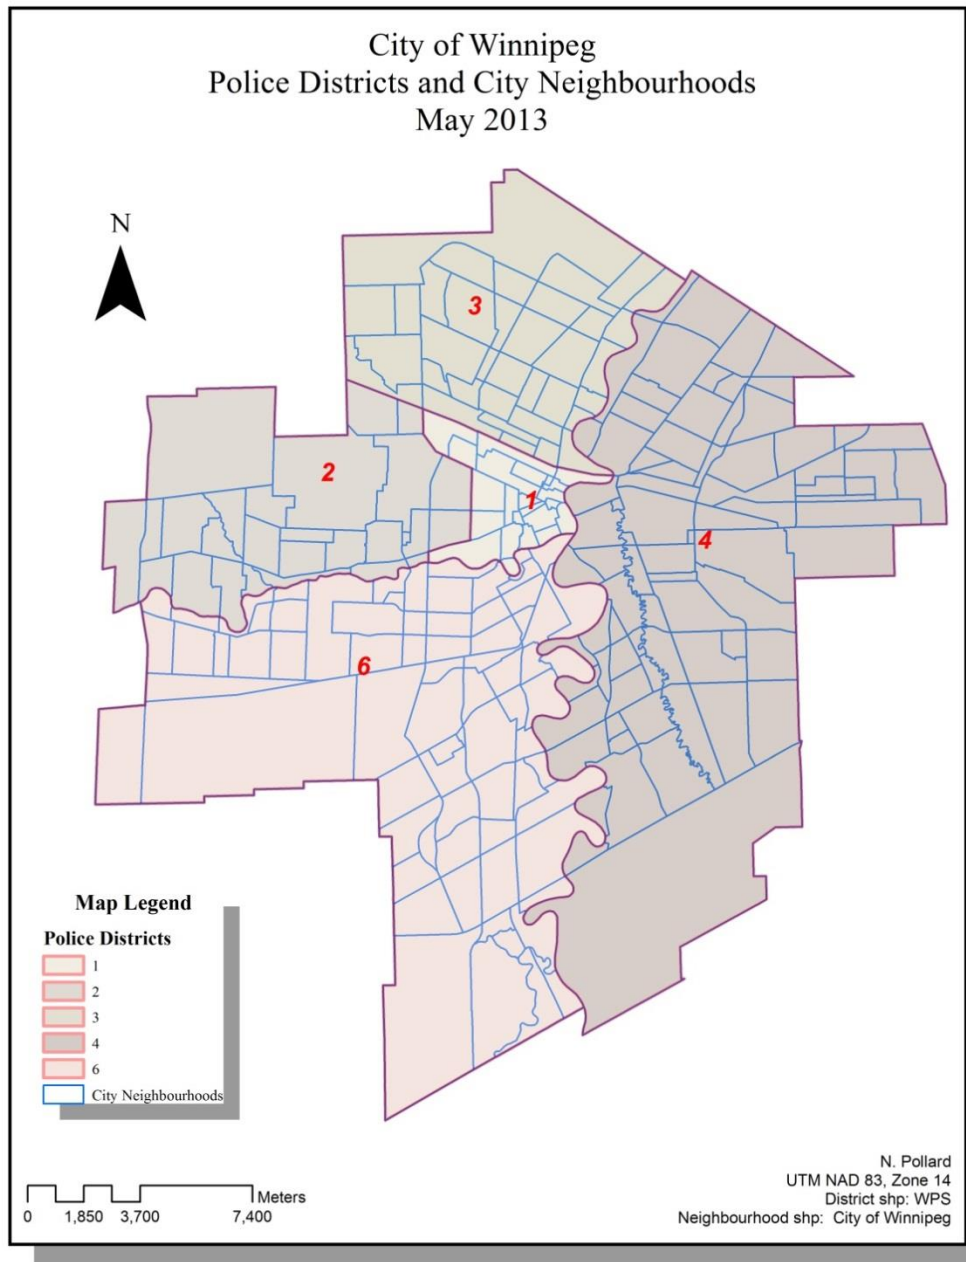 City of Winnipeg
Police Districts and City Neighbourhoods
May 2013
N
3
2
1
4
6
Map Legend
Police Districts
1
2
3
4
6
City Neighbourhoods
Meters
0 1,850 3,700 7,400
N. Pollard
UTM NAD 83, Zone 14
District shp: WPS
Neighbourhood shp: City of Winnipeg